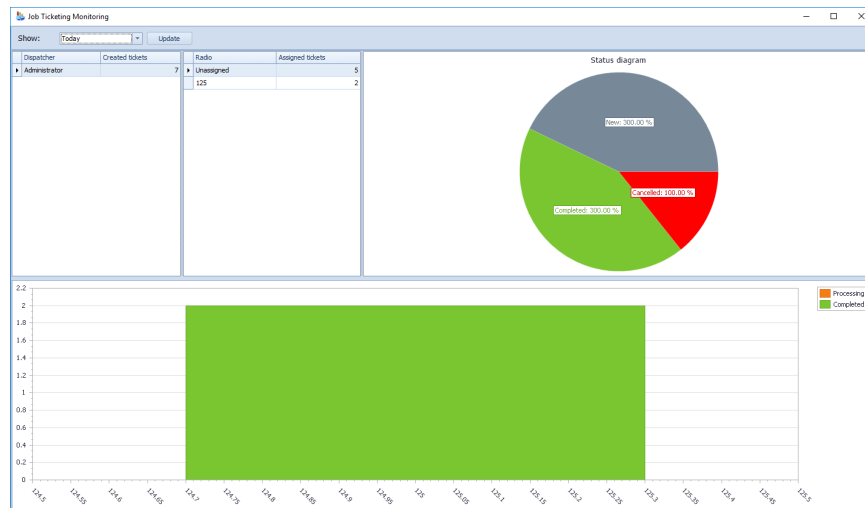 Job Ticketing Monitoring
Show: Today Update
Dispatcher Created tickets
Administrator 7
Radio Assigned tickets
Unassigned 5
125 2
Status diagram
New: 300.00 %
Cancelled: 100.00 %
Completed: 300.00 %
2.2
2
1.8
1.6
1.4
1.2
1
0.8
0.6
0.4
0.2
0
124.5 124.55 124.6 124.65 124.7 124.75 124.8 124.85 124.9 124.95 125 125.05 125.1 125.15 125.2 125.25 125.3 125.35 125.4 125.45 125.5
Processing
Completed